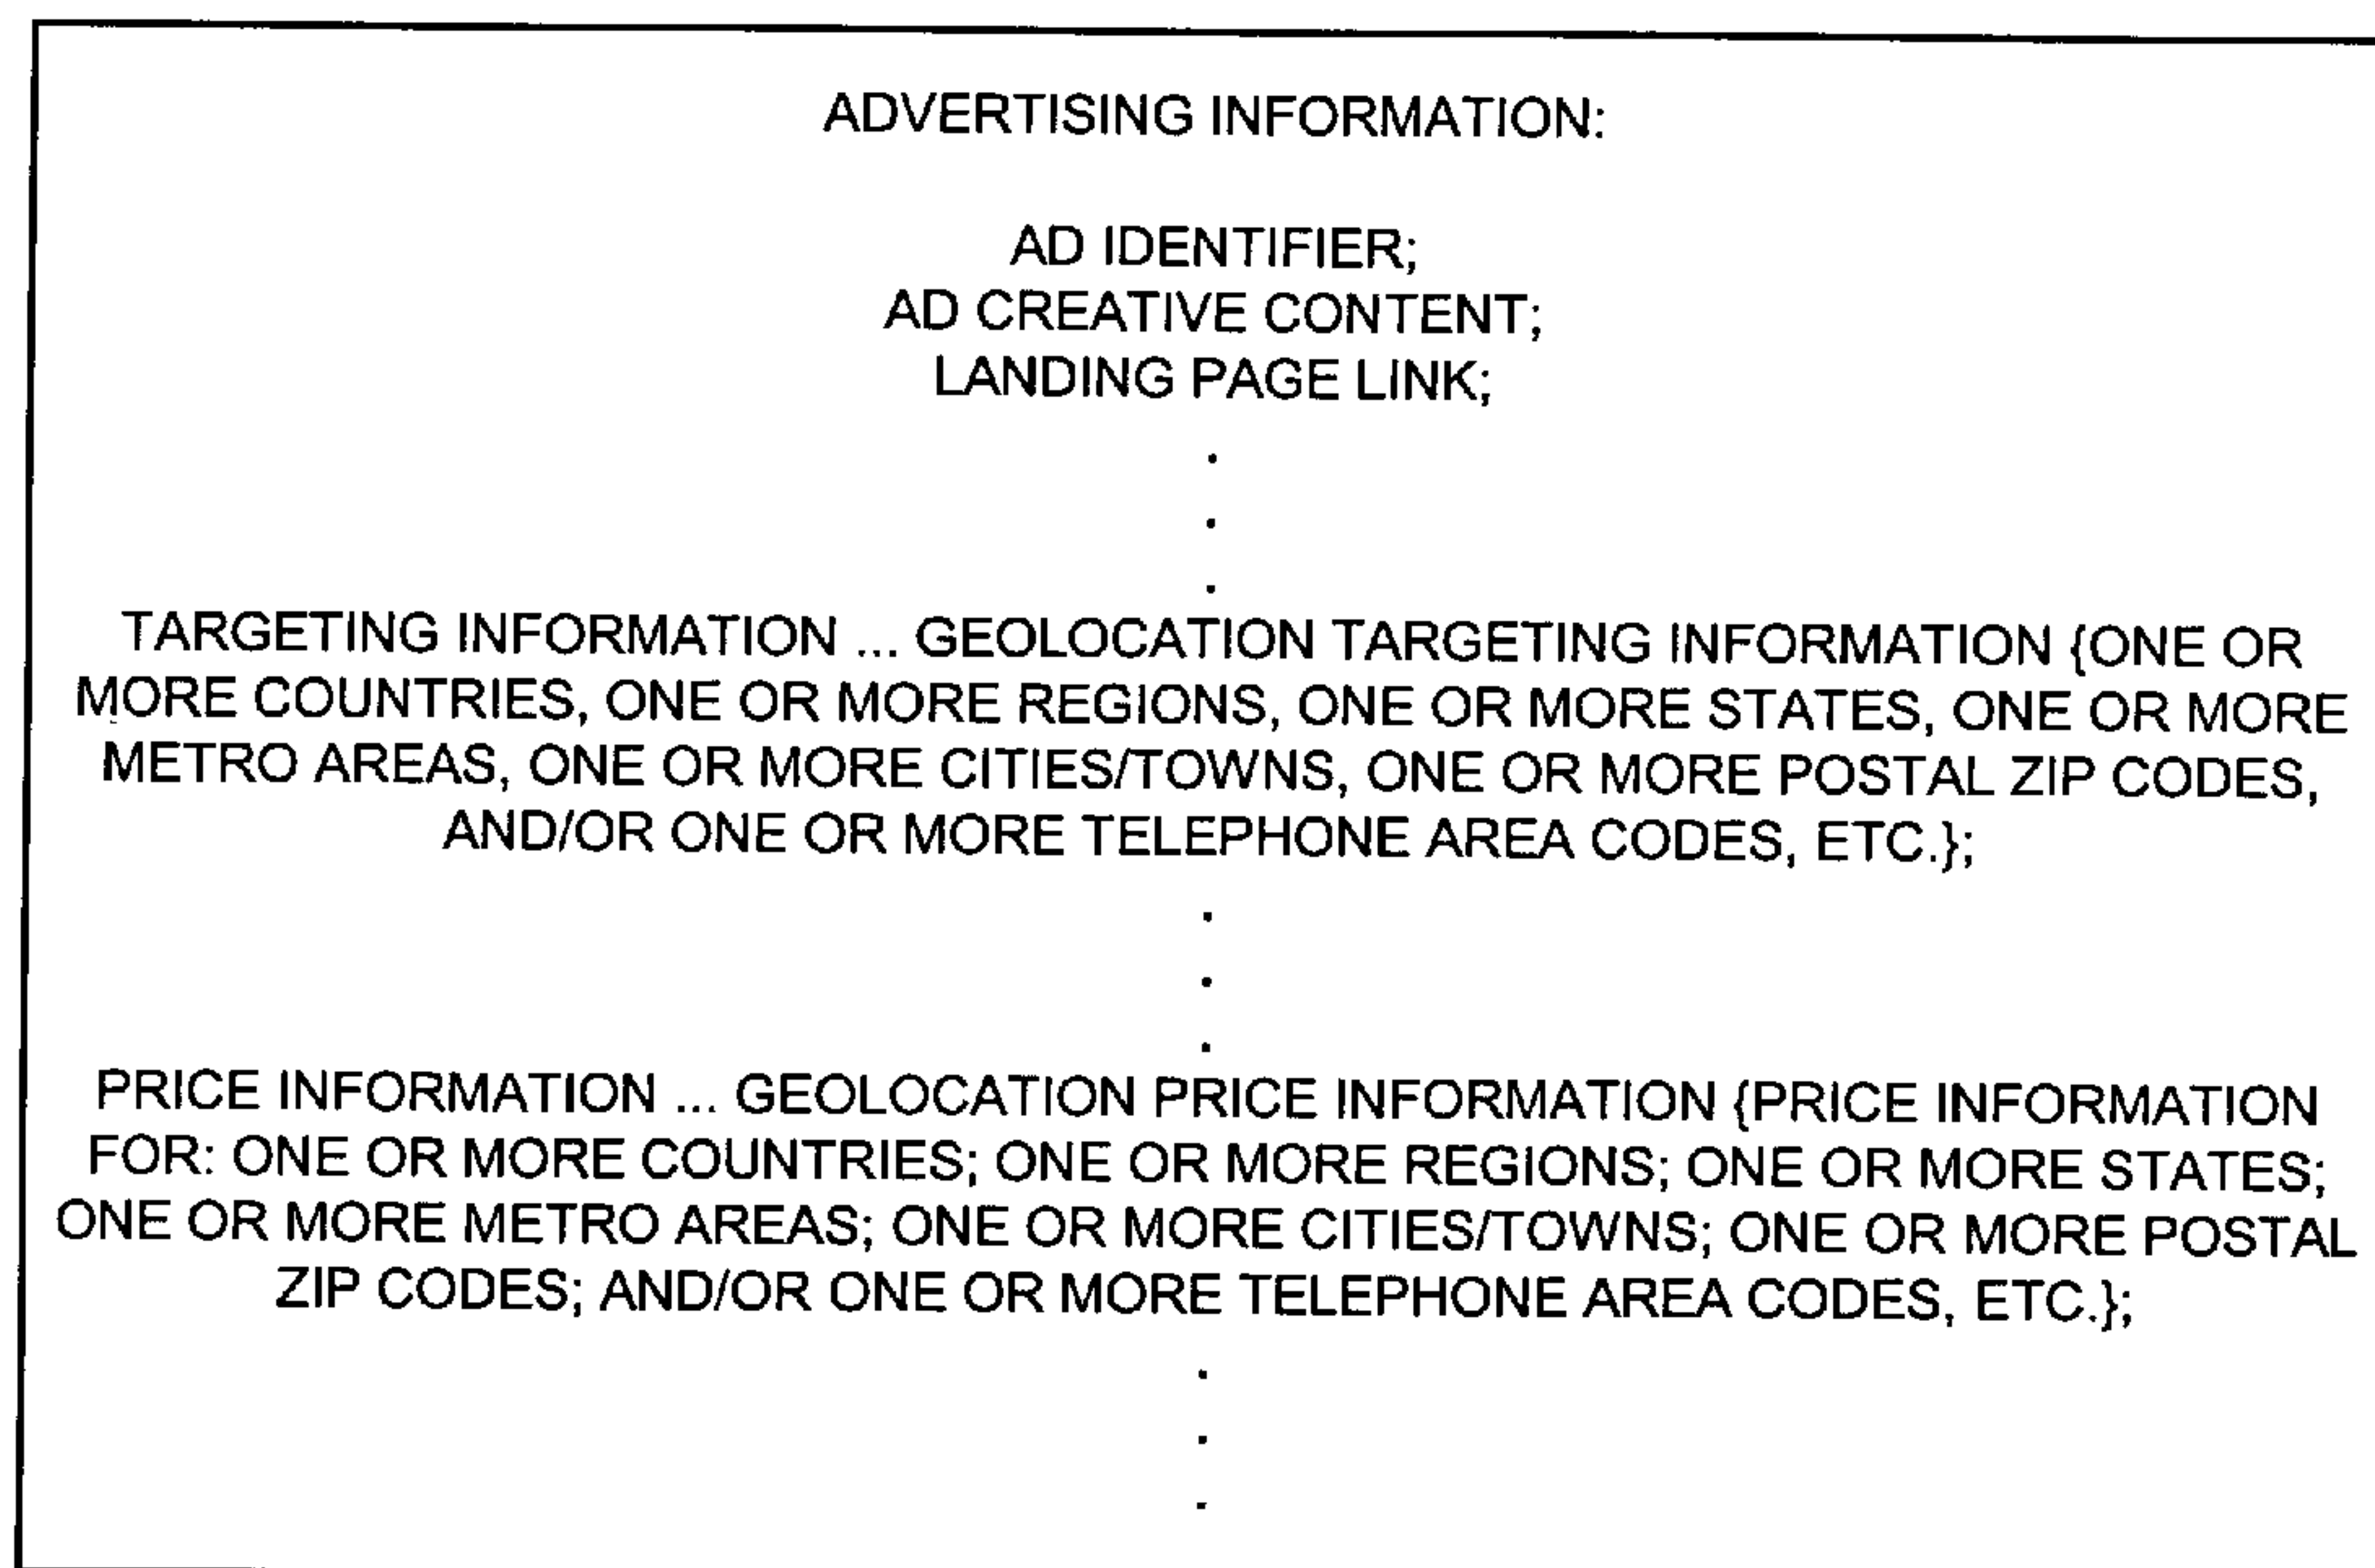 ADVERTISING INFORMATION:
AD IDENTIFIER;
AD CREATIVE CONTENT;
LANDING PAGE LINK;
.
.
.
TARGETING INFORMATION ... GEOLOCATION TARGETING INFORMATION {ONE OR
MORE COUNTRIES, ONE OR MORE REGIONS, ONE OR MORE STATES, ONE OR MORE
METRO AREAS, ONE OR MORE CITIES/TOWNS, ONE OR MORE POSTAL ZIP CODES,
AND/OR ONE OR MORE TELEPHONE AREA CODES, ETC.};
.
.
.
PRICE INFORMATION ... GEOLOCATION PRICE INFORMATION {PRICE INFORMATION
FOR: ONE OR MORE COUNTRIES; ONE OR MORE REGIONS; ONE OR MORE STATES;
ONE OR MORE METRO AREAS; ONE OR MORE CITIES/TOWNS; ONE OR MORE POSTAL
ZIP CODES; AND/OR ONE OR MORE TELEPHONE AREA CODES, ETC.};
.
.
.